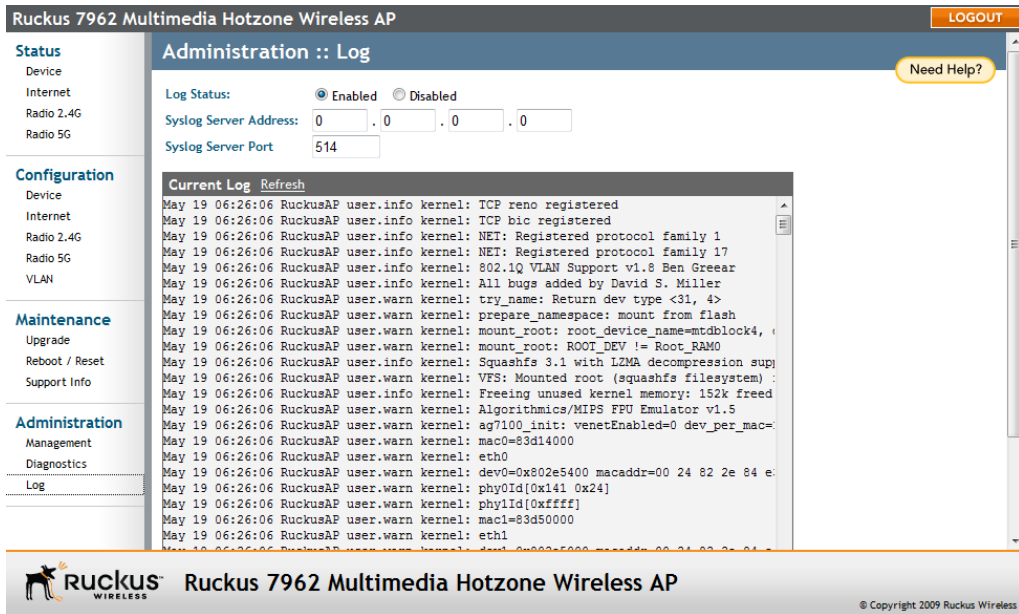 Ruckus 7962 Multimedia Hotzone Wireless AP
LOGOUT
Status
Device
Internet
Radio 2.4G
Radio 5G
Configuration
Device
Internet
Radio 2.4G
Radio 5G
VLAN
Maintenance
Upgrade
Reboot / Reset
Support Info
Administration
Management
Diagnostics
Log
Administration :: Log
Need Help?
Log Status: Enabled Disabled
Syslog Server Address: 0 . 0 . 0 . 0
Syslog Server Port 514
Current Log Refresh
May 19 06:26:06 RuckusAP user.info kernel: TCP reno registered
May 19 06:26:06 RuckusAP user.info kernel: TCP bic registered
May 19 06:26:06 RuckusAP user.info kernel: NET: Registered protocol family 1
May 19 06:26:06 RuckusAP user.info kernel: NET: Registered protocol family 17
May 19 06:26:06 RuckusAP user.info kernel: 802.1Q VLAN Support v1.8 Ben Greear
May 19 06:26:06 RuckusAP user.info kernel: All bugs added by David S. Miller
May 19 06:26:06 RuckusAP user.warn kernel: try_name: Return dev type <31, 4>
May 19 06:26:06 RuckusAP user.warn kernel: prepare_namespace: mount from flash
May 19 06:26:06 RuckusAP user.warn kernel: mount_root: root_device_name=mtdblock4,
May 19 06:26:06 RuckusAP user.warn kernel: mount_root: ROOT_DEV != Root_RAM0
May 19 06:26:06 RuckusAP user.info kernel: Squashfs 3.1 with LZMA decompression
May 19 06:26:06 RuckusAP user.warn kernel: VFS: Mounted root (squashfs filesystem)
May 19 06:26:06 RuckusAP user.info kernel: Freeing unused kernel memory: 152k freed
May 19 06:26:06 RuckusAP user.warn kernel: Algorithmics/MIPS FPU Emulator v1.5
May 19 06:26:06 RuckusAP user.warn kernel: ag7100_init: venetEnabled=0 dev_per_mac=
May 19 06:26:06 RuckusAP user.warn kernel: mac0=83d14000
May 19 06:26:06 RuckusAP user.warn kernel: eth0
May 19 06:26:06 RuckusAP user.warn kernel: dev0=0x802e5400 macaddr=00 24 82 2e 84
May 19 06:26:06 RuckusAP user.warn kernel: phy0Id[0x141 0x24]
May 19 06:26:06 RuckusAP user.warn kernel: phy1Id[0xffff]
May 19 06:26:06 RuckusAP user.warn kernel: mac1=83d50000
May 19 06:26:06 RuckusAP user.warn kernel: eth1
RUCKUS WIRELESS
Ruckus 7962 Multimedia Hotzone Wireless AP
© Copyright 2009 Ruckus Wireless